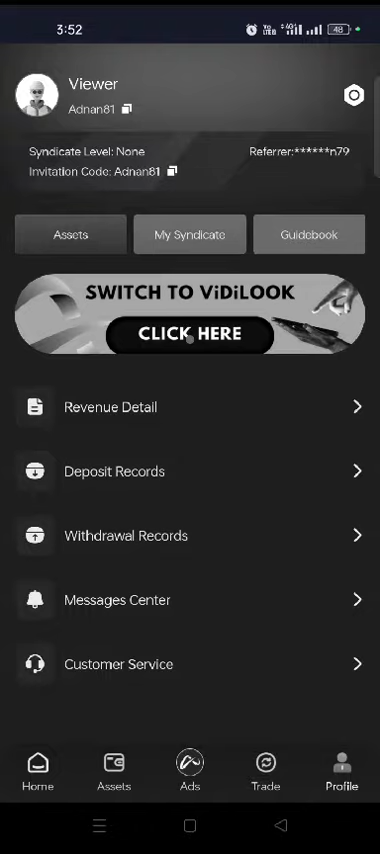 3:52
48
Viewer
Adnan81
Syndicate Level: None
Referrer:******n79
Invitation Code: Adnan81
Assets
My Syndicate
Guidebook
SWITCH TO ViDiLOOK
CLICK HERE
Revenue Detail
Deposit Records
Withdrawal Records
Messages Center
Customer Service
Home
Assets
Ads
Trade
Profile